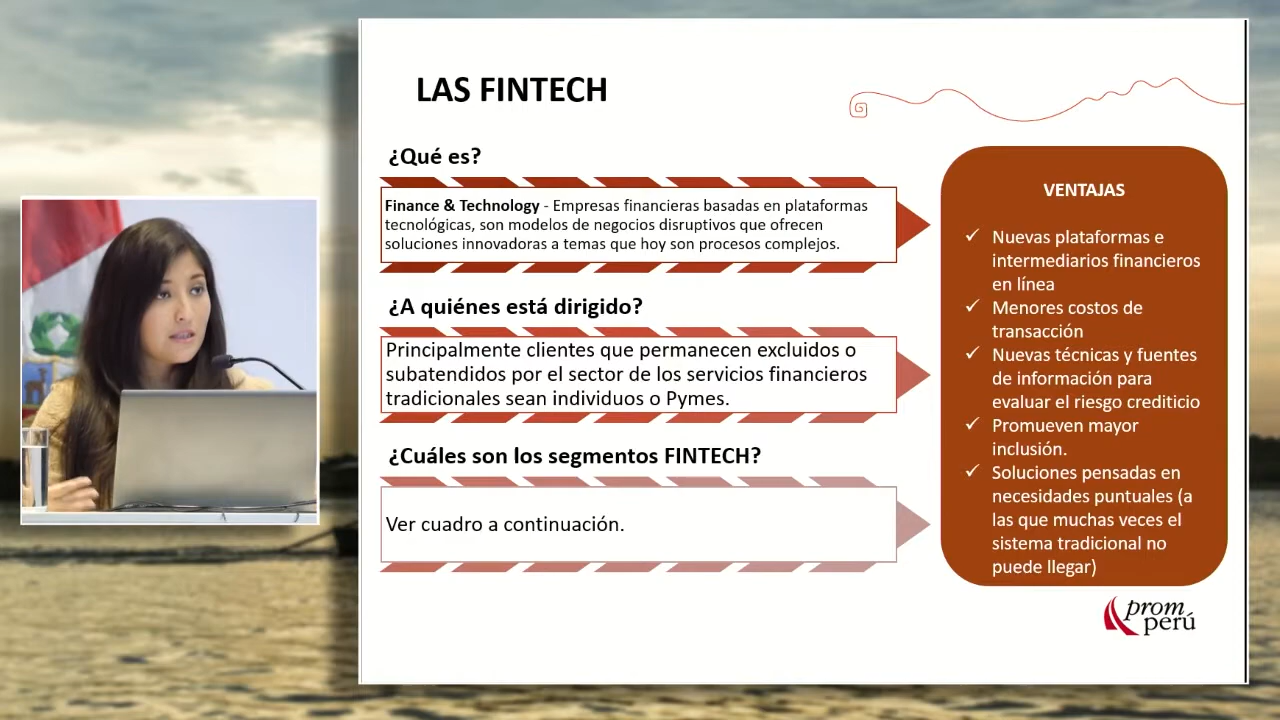 LAS FINTECH
¿Qué es?
Finance & Technology - Empresas financieras basadas en plataformas
tecnológicas, son modelos de negocios disruptivos que ofrecen
soluciones innovadoras a temas que hoy son procesos complejos.
¿A quiénes está dirigido?
Principalmente clientes que permanecen excluidos o
subatendidos por el sector de los servicios financieros
tradicionales sean individuos o Pymes.
¿Cuáles son los segmentos FINTECH?
Ver cuadro a continuación.
VENTAJAS
Nuevas plataformas e
intermediarios financieros
en línea
Menores costos de
transacción
Nuevas técnicas y fuentes
de información para
evaluar el riesgo crediticio
Promueven mayor
inclusión.
Soluciones pensadas en
necesidades puntuales (a
las que muchas veces el
sistema tradicional no
puede llegar)
prom
perú